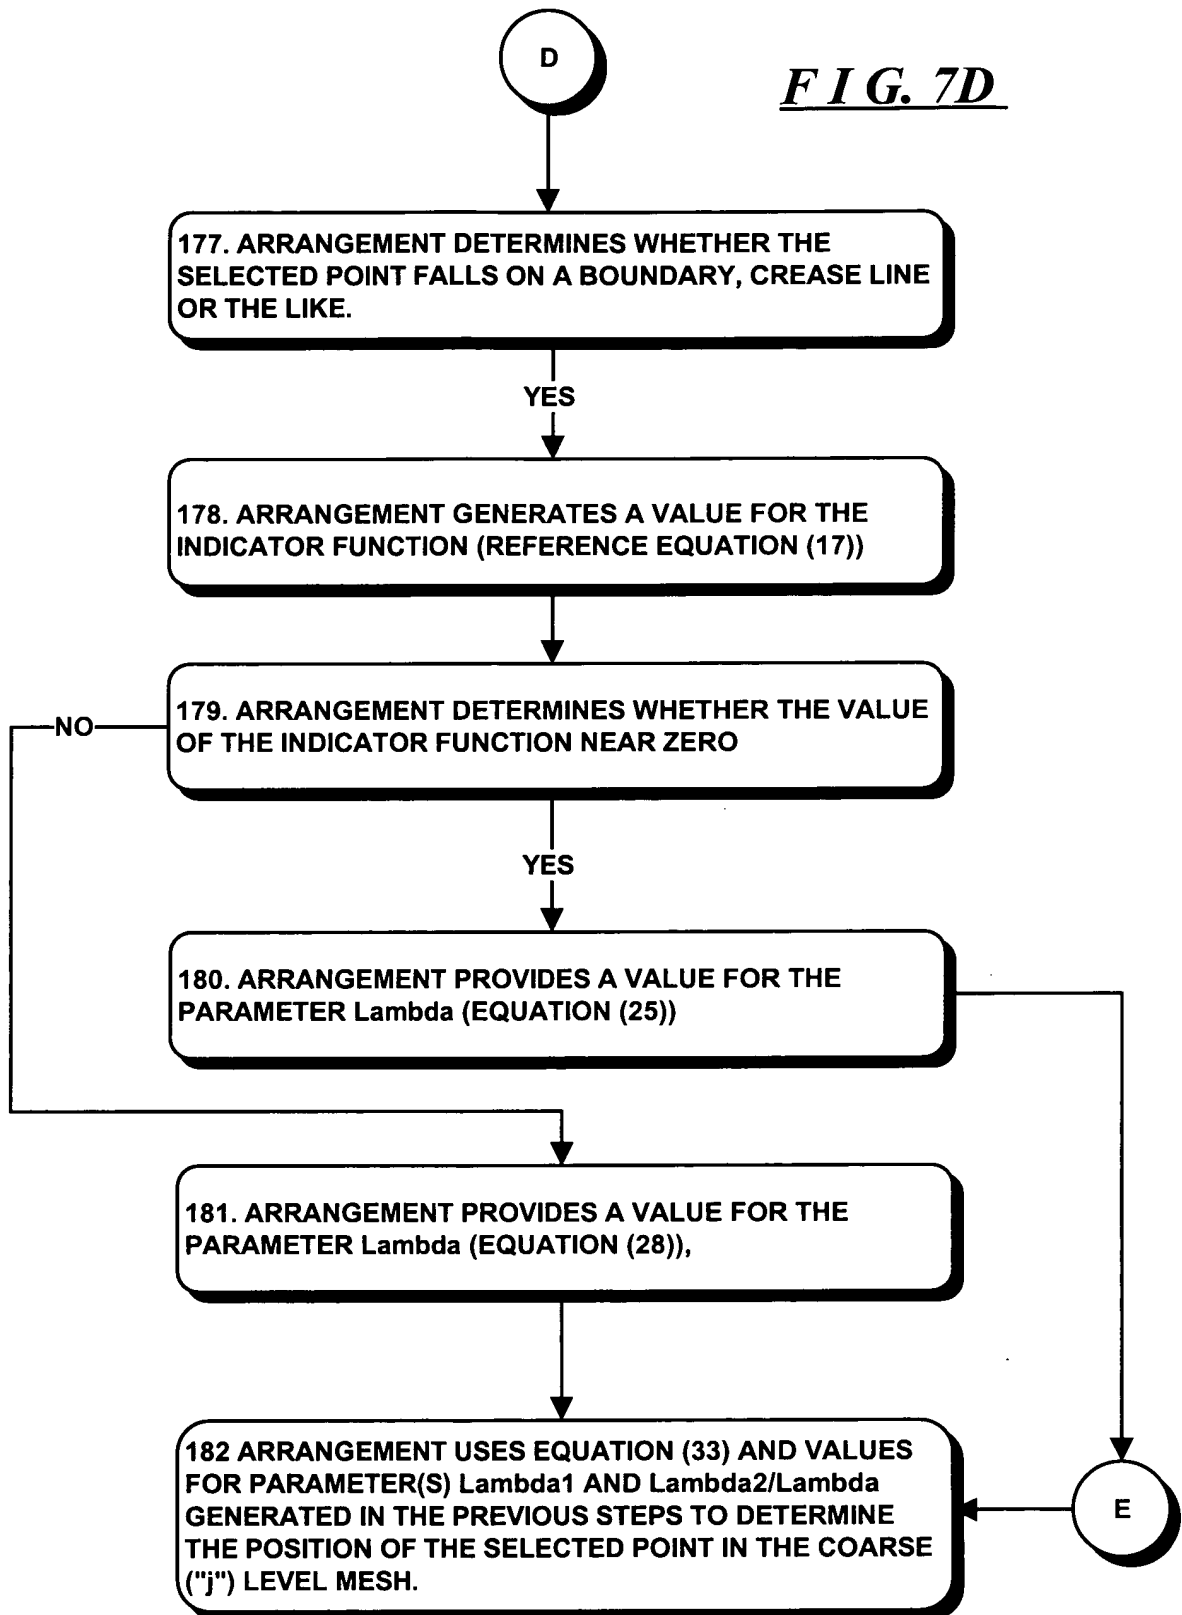 D
F I G. 7D
177. ARRANGEMENT DETERMINES WHETHER THE
SELECTED POINT FALLS ON A BOUNDARY, CREASE LINE
OR THE LIKE.
YES
178. ARRANGEMENT GENERATES A VALUE FOR THE
INDICATOR FUNCTION (REFERENCE EQUATION (17))
179. ARRANGEMENT DETERMINES WHETHER THE VALUE
OF THE INDICATOR FUNCTION NEAR ZERO
NO
YES
180. ARRANGEMENT PROVIDES A VALUE FOR THE
PARAMETER Lambda (EQUATION (25))
181. ARRANGEMENT PROVIDES A VALUE FOR THE
PARAMETER Lambda (EQUATION (28)),
182 ARRANGEMENT USES EQUATION (33) AND VALUES
FOR PARAMETER(S) Lambda1 AND Lambda2/Lambda
GENERATED IN THE PREVIOUS STEPS TO DETERMINE
THE POSITION OF THE SELECTED POINT IN THE COARSE
("j") LEVEL MESH.
E